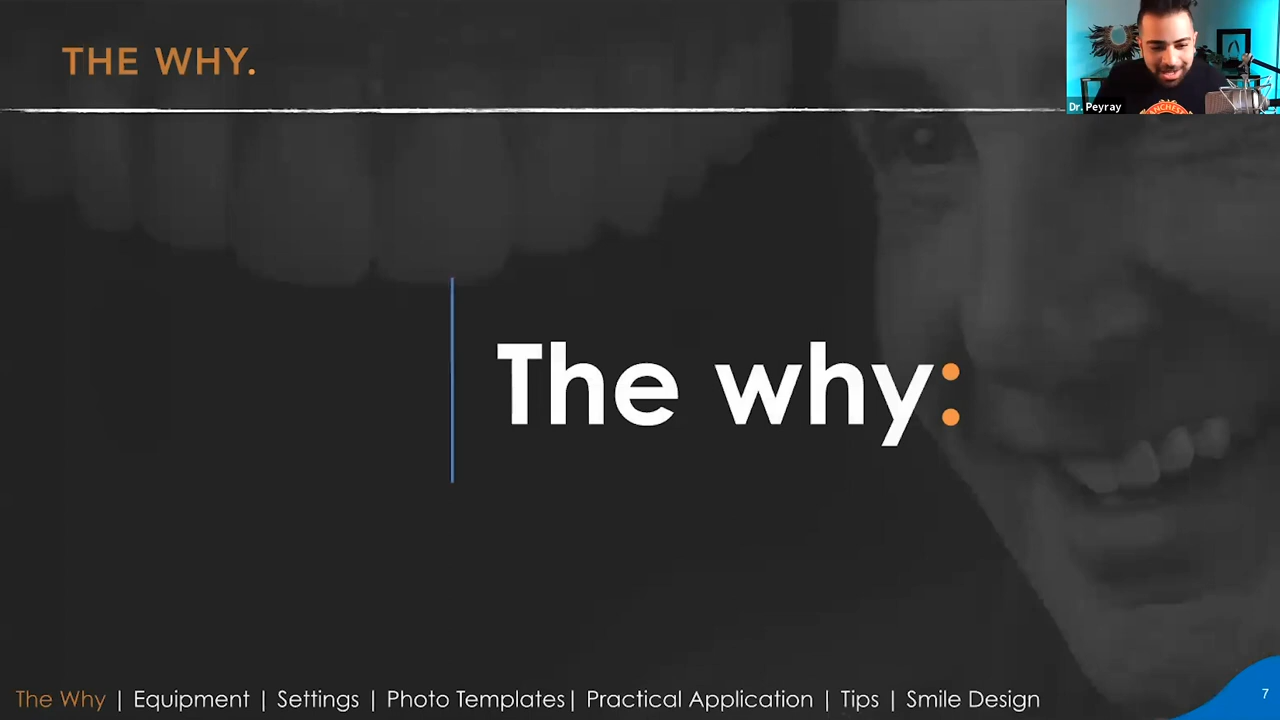 THE WHY.
Dr. Peyray
The why:
The Why | Equipment | Settings | Photo Templates| Practical Application | Tips | Smile Design
7